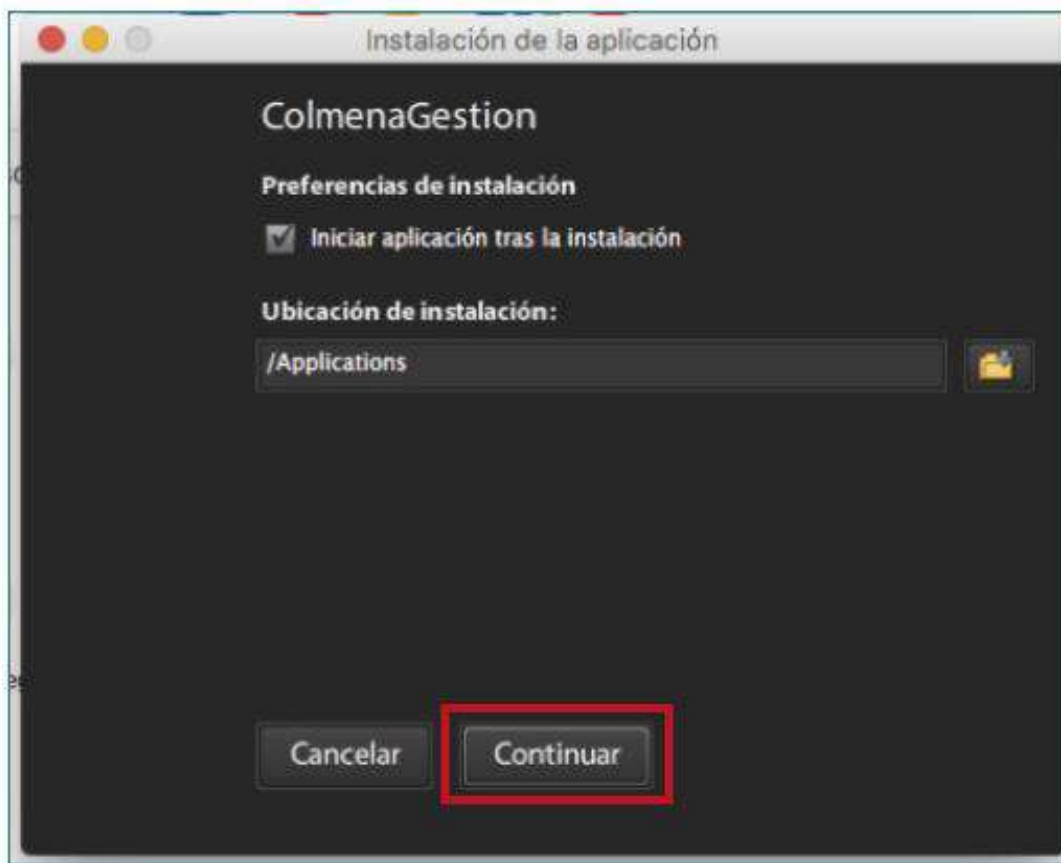 Instalación de la aplicación
ColmenaGestion
Preferencias de instalación
Iniciar aplicación tras la instalación
Ubicación de instalación:
/Applications
Cancelar
Continuar